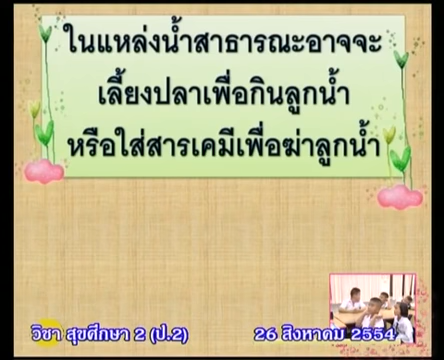 ในแหล่งน้ำสาธารณะอาจจะ
เลี้ยงปลาเพื่อกินลูกน้ำ
หรือใส่สารเคมีเพื่อฆ่าลูกน้ำ
วิชา สุขศึกษา 2 (ป.2) 26 สิงหาคม 2554